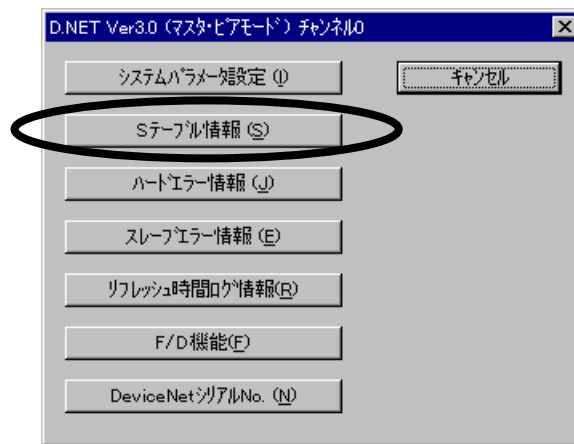 D.NET Ver3.0 (マスタ・ピアモード) チャンネル0
システムパラメータ設定 (I)
キャンセル
Sテーブル情報 (S)
ハードエラー情報 (J)
スレーブエラー情報 (E)
リフレッシュ時間ログ情報(R)
F/D機能(F)
DeviceNetシリアルNo. (N)